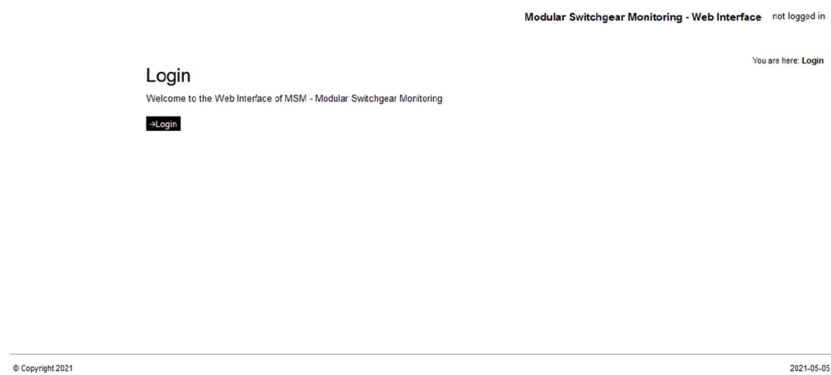 Modular Switchgear Monitoring - Web Interface not logged in
You are here: Login
Login
Welcome to the Web Interface of MSM - Modular Switchgear Monitoring
→Login
© Copyright 2021 2021-05-05